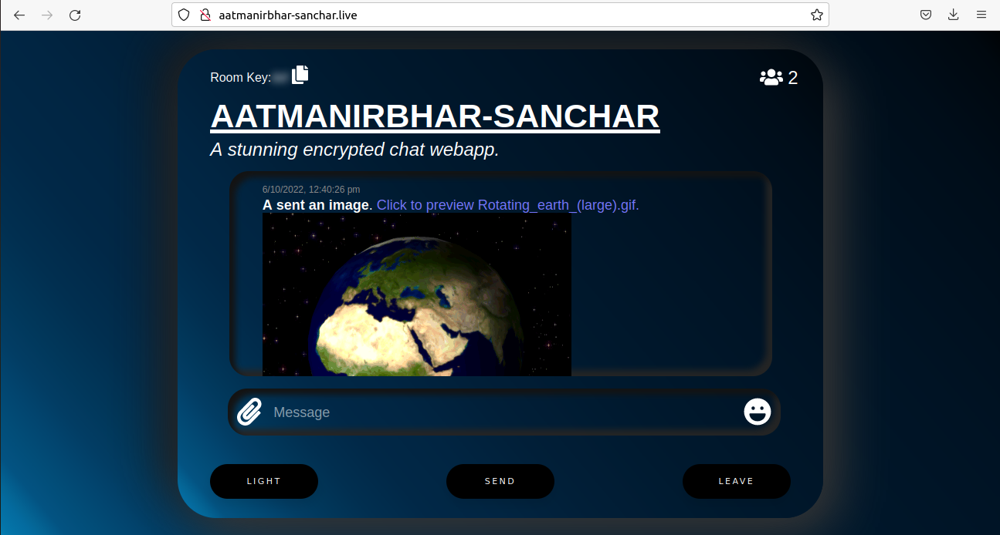 aatmanirbhar-sanchar.live
Room Key:
2
AATMANIRBHAR-SANCHAR
A stunning encrypted chat webapp.
6/10/2022, 12:40:26 pm
A sent an image. Click to preview Rotating_earth_(large).gif.
Message
LIGHT
SEND
LEAVE